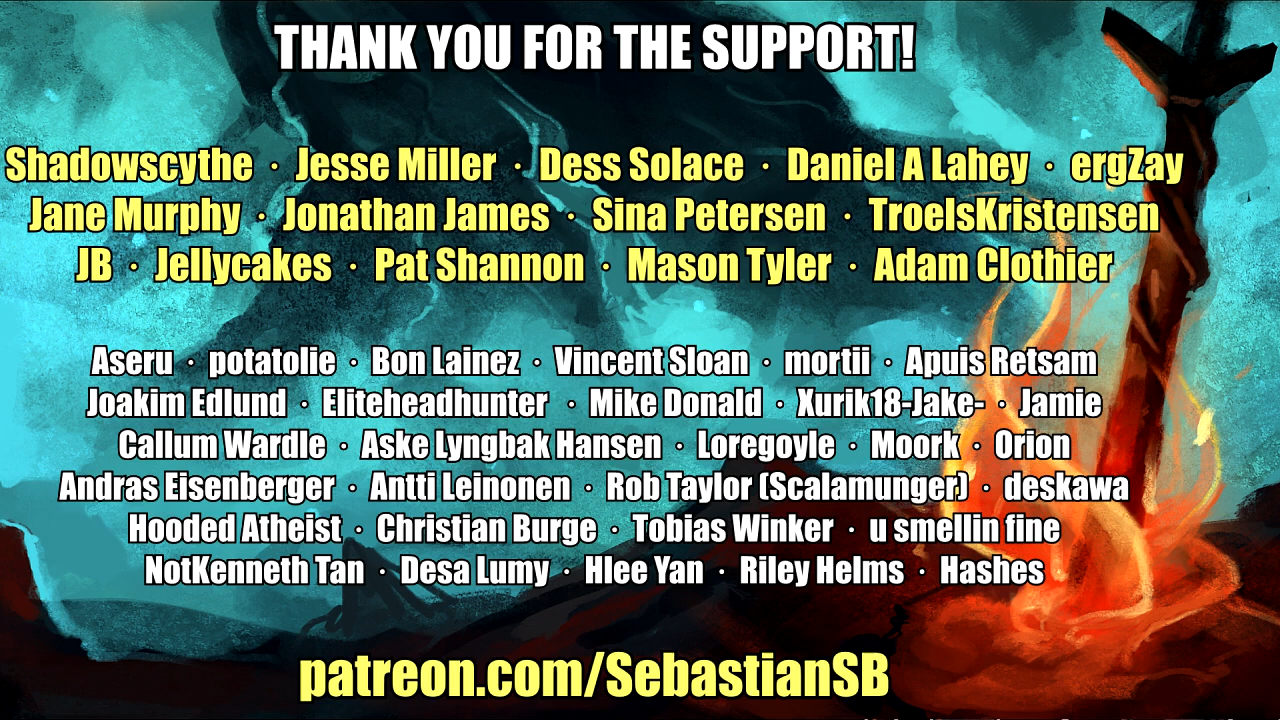 THANK YOU FOR THE SUPPORT!
Shadowscythe · Jesse Miller · Dess Solace · Daniel A Lahey · ergZay
Jane Murphy · Jonathan James · Sina Petersen · TroelsKristensen
JB · Jellycakes · Pat Shannon · Mason Tyler · Adam Clothier
Aseru · potatolie · Bon Lainez · Vincent Sloan · mortii · Apuis Retsam
Joakim Edlund · Eliteheadhunter · Mike Donald · Xurik18-Jake- · Jamie
Callum Wardle · Aske Lyngbak Hansen · Loregoyle · Moork · Orion
Andras Eisenberger · Antti Leinonen · Rob Taylor (Scalamunger) · deskawa
Hooded Atheist · Christian Burge · Tobias Winker · u smellin fine
NotKenneth Tan · Desa Lumy · Hlee Yan · Riley Helms · Hashes
patreon.com/SebastianSB